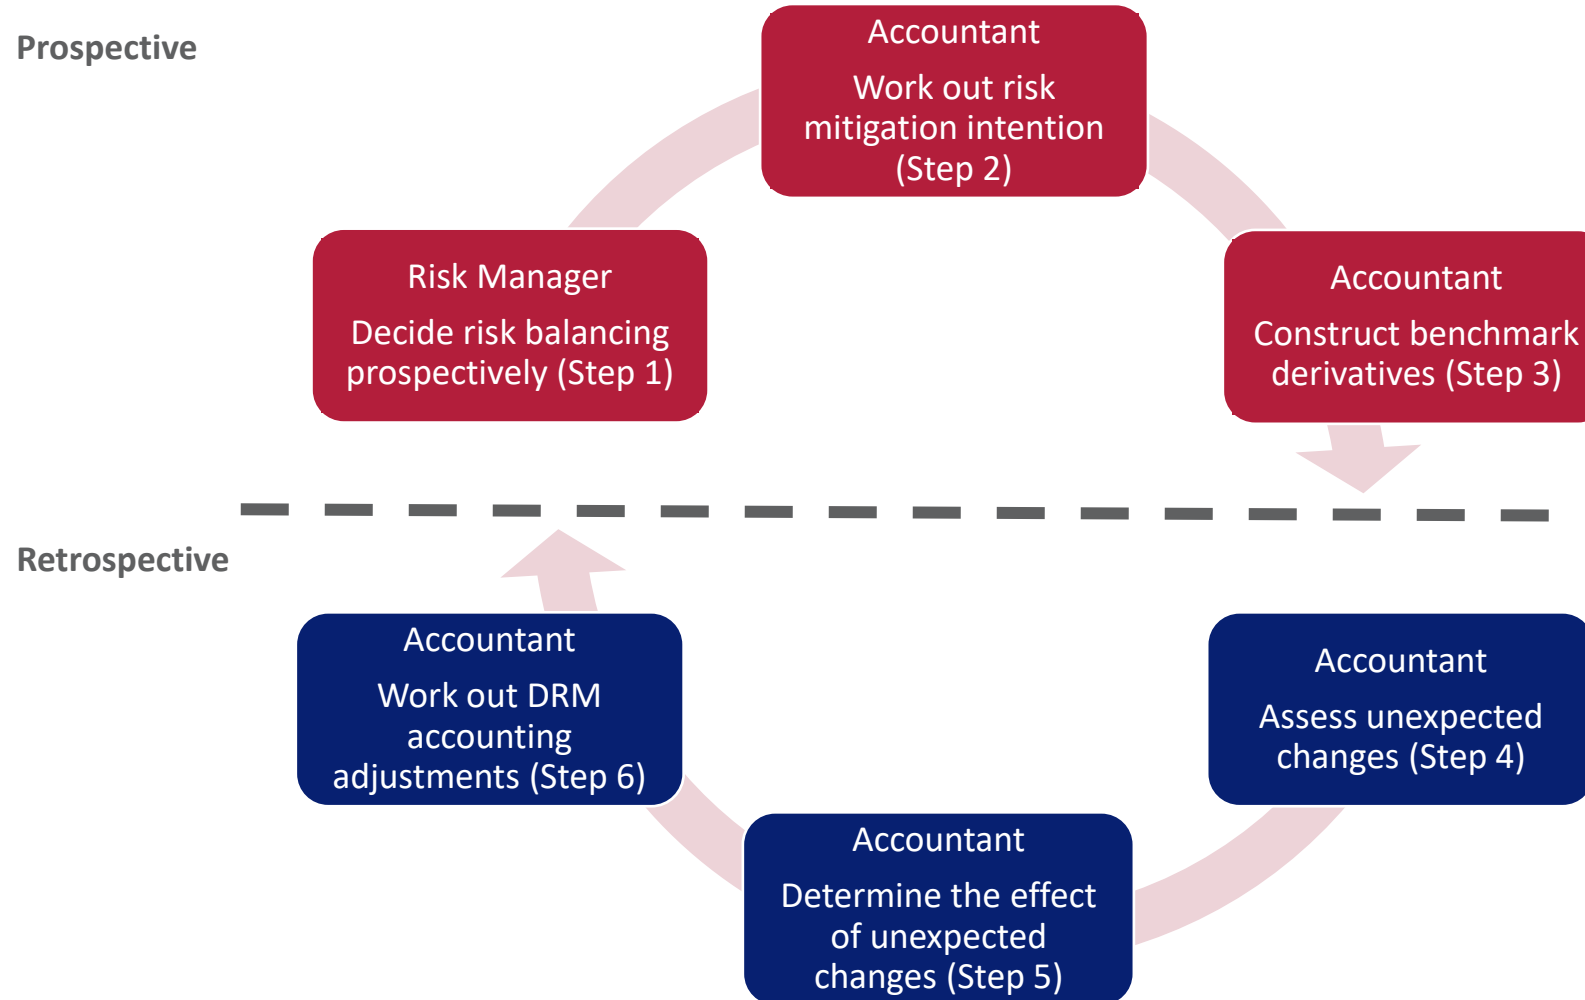 Prospective
Accountant
Work out risk
mitigation intention
(Step 2)
Risk Manager
Decide risk balancing
prospectively (Step 1)
Accountant
Construct benchmark
derivatives (Step 3)
Retrospective
Accountant
Work out DRM
accounting
adjustments (Step 6)
Accountant
Assess unexpected
changes (Step 4)
Accountant
Determine the effect
of unexpected
changes (Step 5)